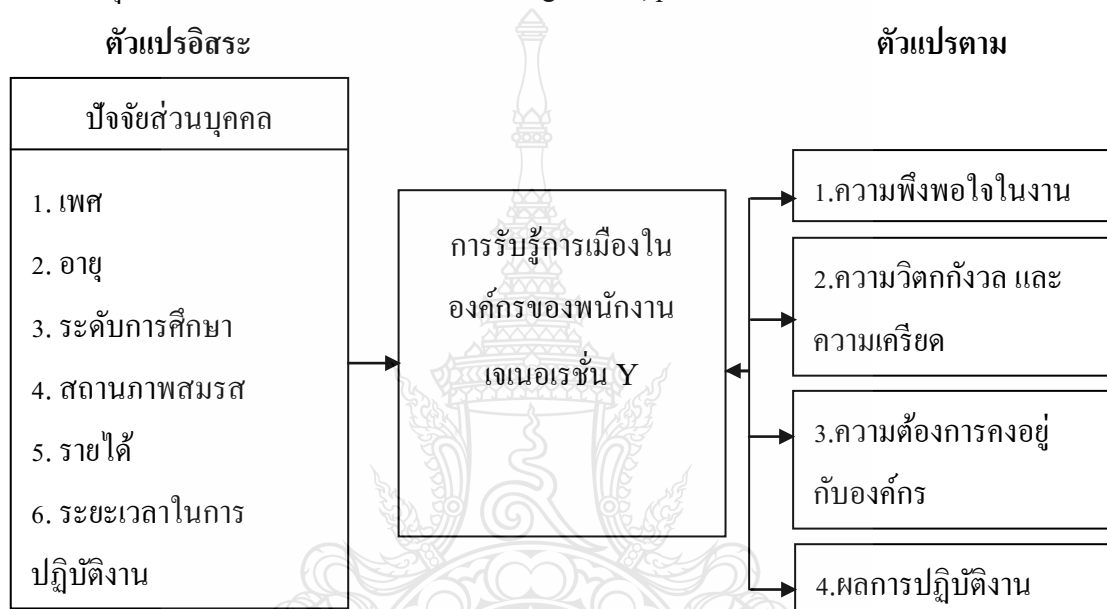 ตัวแปรอิสระ
ตัวแปรตาม
ปัจจัยส่วนบุคคล
1. เพศ
2. อายุ
3. ระดับการศึกษา
4. สถานภาพสมรส
5. รายได้
6. ระยะเวลาในการ
ปฏิบัติงาน
การรับรู้การเมืองใน
องค์กรของพนักงาน
เจเนอเรชั่น Y
1.ความพึงพอใจในงาน
2.ความวิตกกังวล และ
ความเครียด
3.ความต้องการคงอยู่
กับองค์กร
4.ผลการปฏิบัติงาน